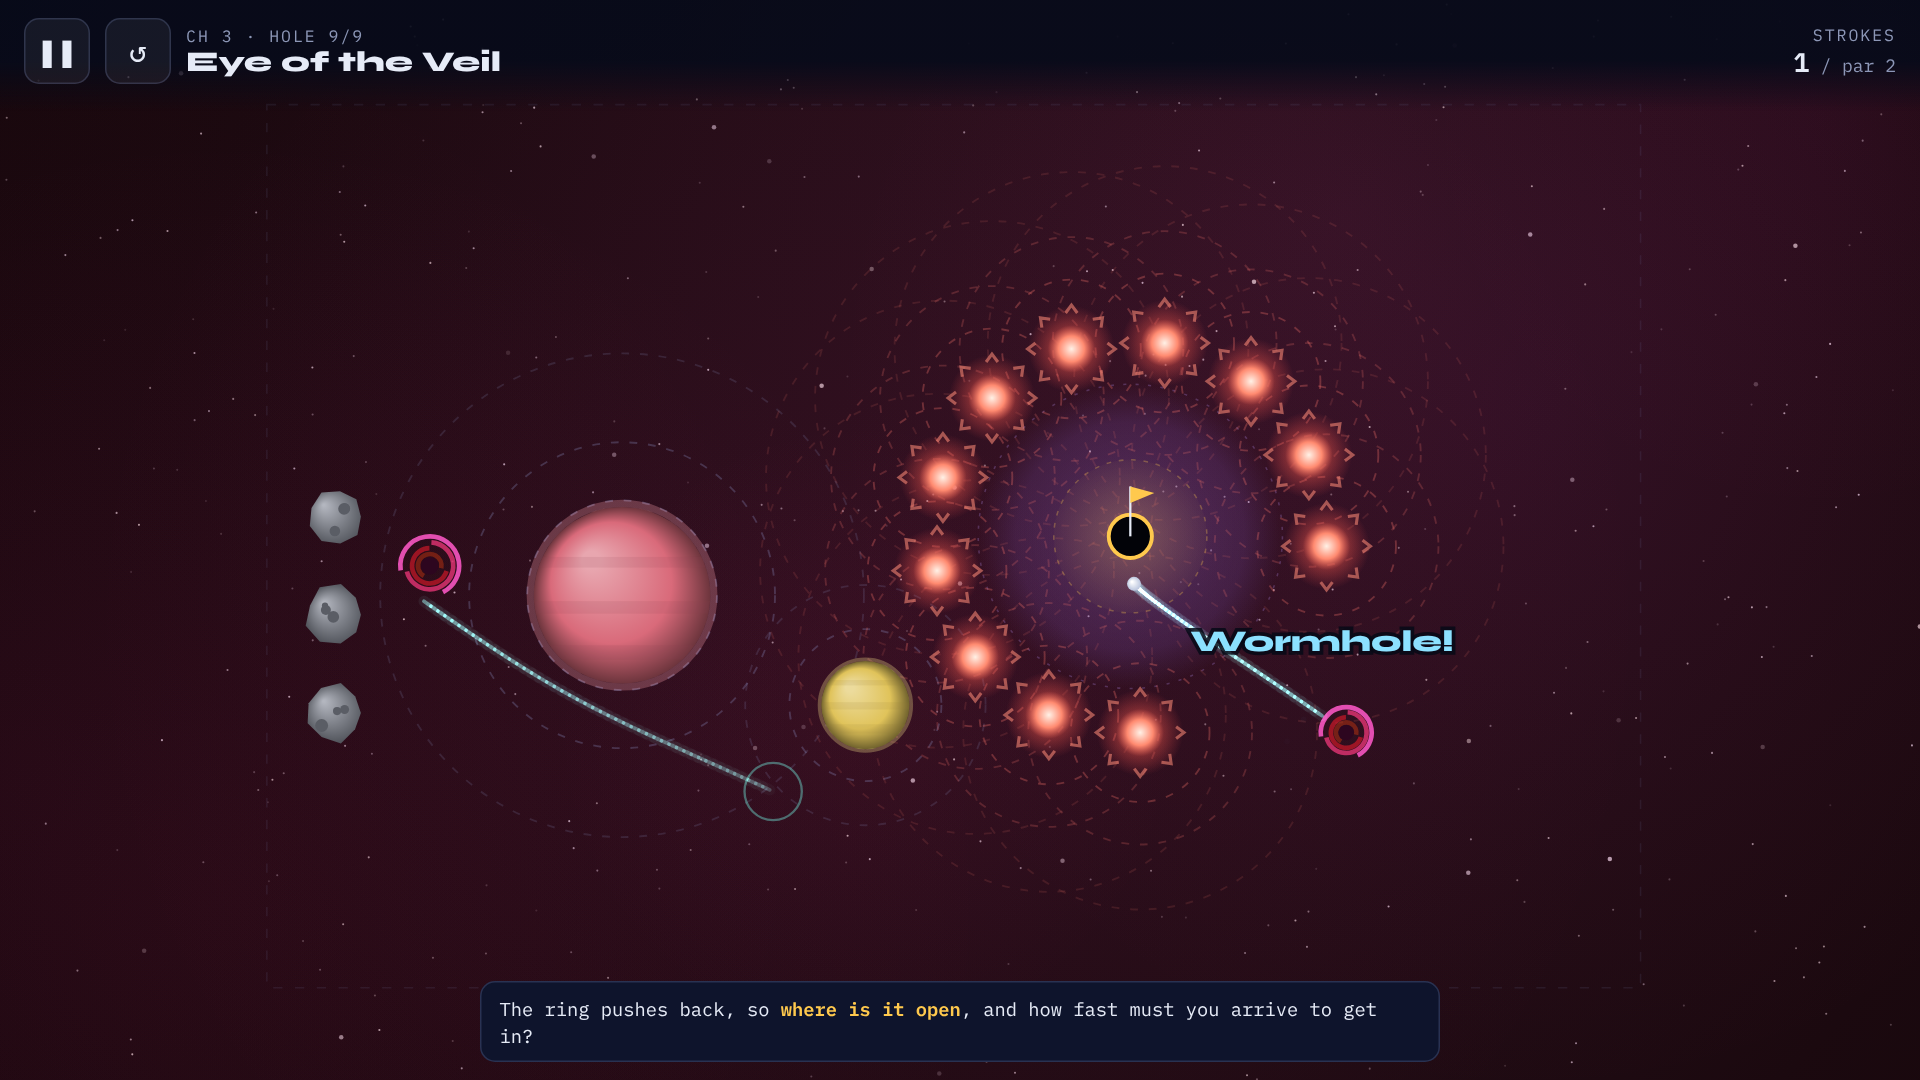 CH 3 · HOLE 9/9
Eye of the Veil
STROKES
1 / par 2
Wormhole!
The ring pushes back, so where is it open, and how fast must you arrive to get
in?